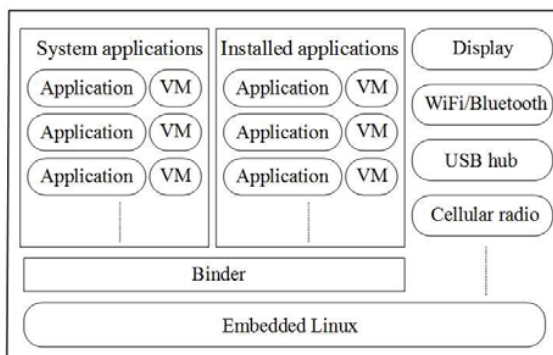 System applications
Application VM
Application VM
Application VM
Installed applications
Application VM
Application VM
Application VM
Display
WiFi/Bluetooth
USB hub
Cellular radio
Binder
Embedded Linux